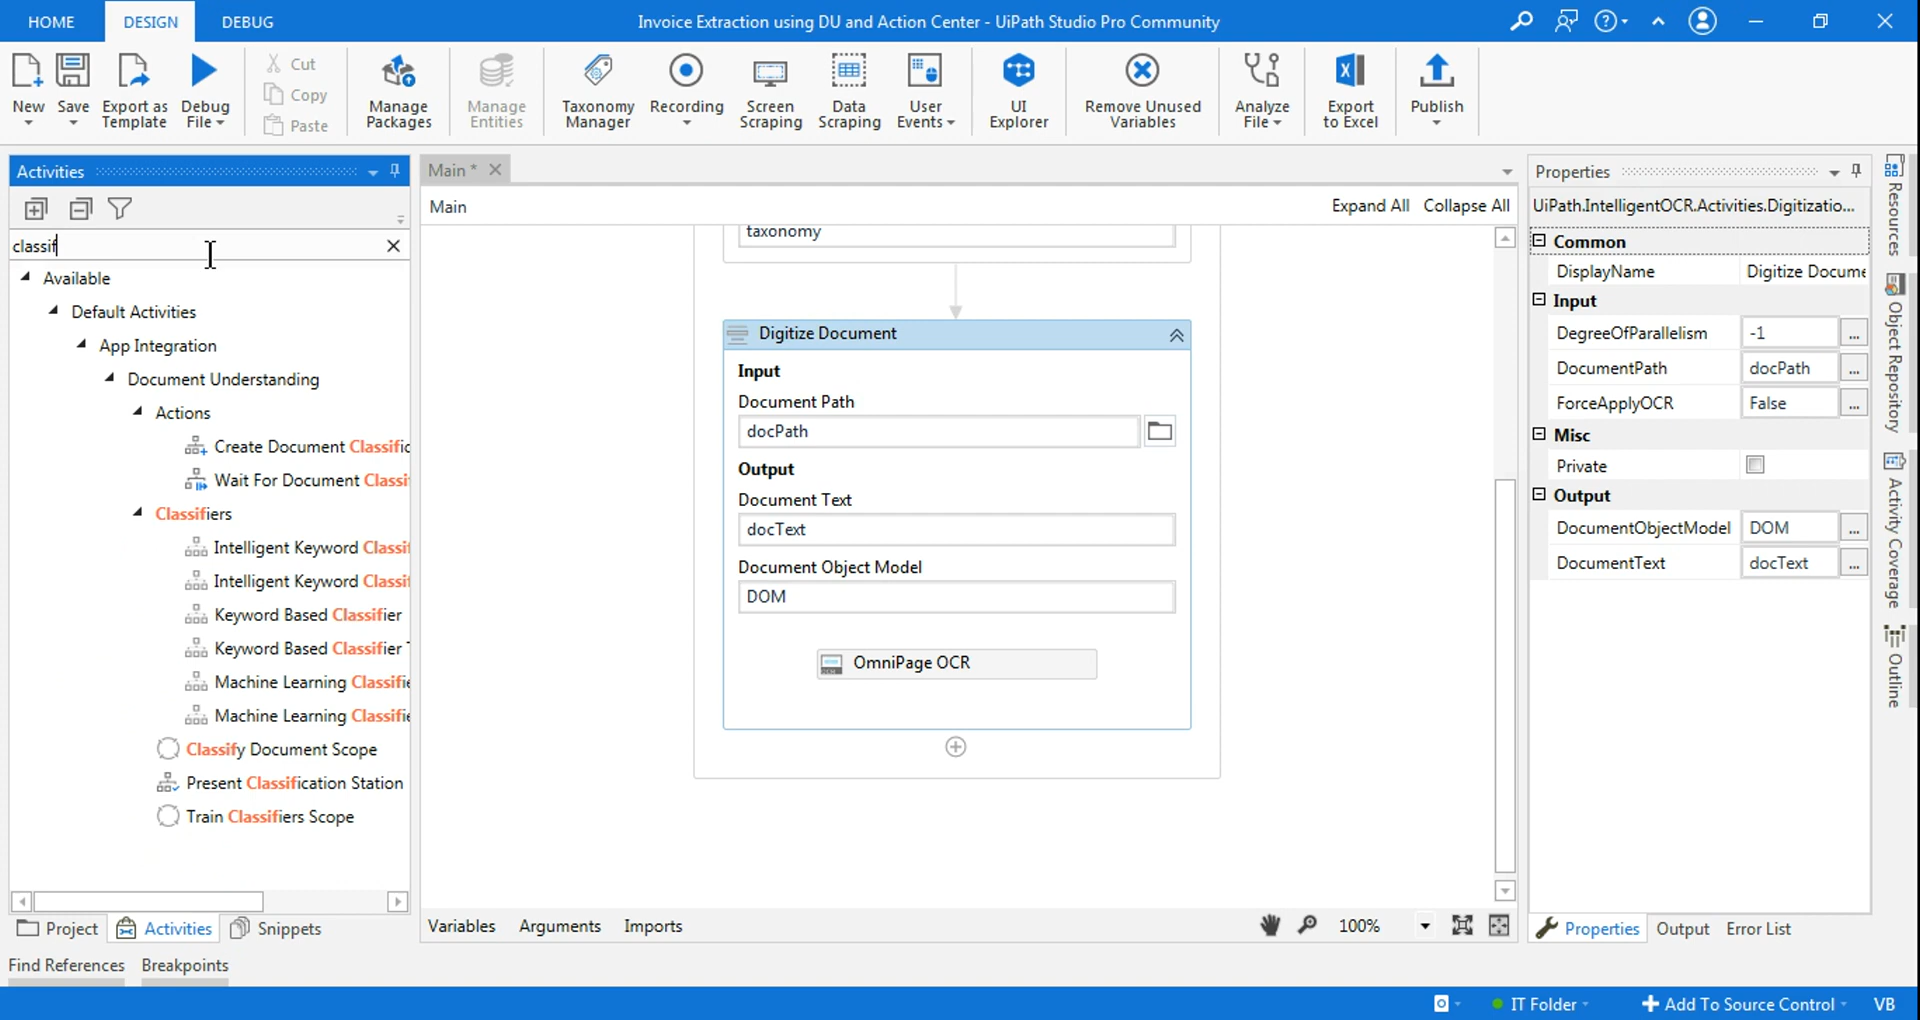 HOME DESIGN DEBUG Invoice Extraction using DU and Action Center - UiPath Studio Pro Community
New Save Export as Template Debug File Cut Copy Paste Manage Packages Manage Entities Taxonomy Manager Recording Screen Scraping Data Scraping User Events UI Explorer Remove Unused Variables Analyze File Export to Excel Publish
Activities
classif
Available
Default Activities
App Integration
Document Understanding
Actions
Create Document Classific
Wait For Document Classi
Classifiers
Intelligent Keyword Classif
Intelligent Keyword Classif
Keyword Based Classifier
Keyword Based Classifier T
Machine Learning Classifie
Machine Learning Classifie
Classify Document Scope
Present Classification Station
Train Classifiers Scope
Project Activities Snippets
Find References Breakpoints
Main *
Main Expand All Collapse All
taxonomy
Digitize Document
Input
Document Path
docPath
Output
Document Text
docText
Document Object Model
DOM
OmniPage OCR
Variables Arguments Imports 100%
Properties
UiPath.IntelligentOCR.Activities.Digitizatio...
Common
DisplayName Digitize Docume
Input
DegreeOfParallelism -1 ...
DocumentPath docPath ...
ForceApplyOCR False ...
Misc
Private
Output
DocumentObjectModel DOM ...
DocumentText docText ...
Properties Output Error List
Resources
Object Repository
Activity Coverage
Outline
IT Folder Add To Source Control VB